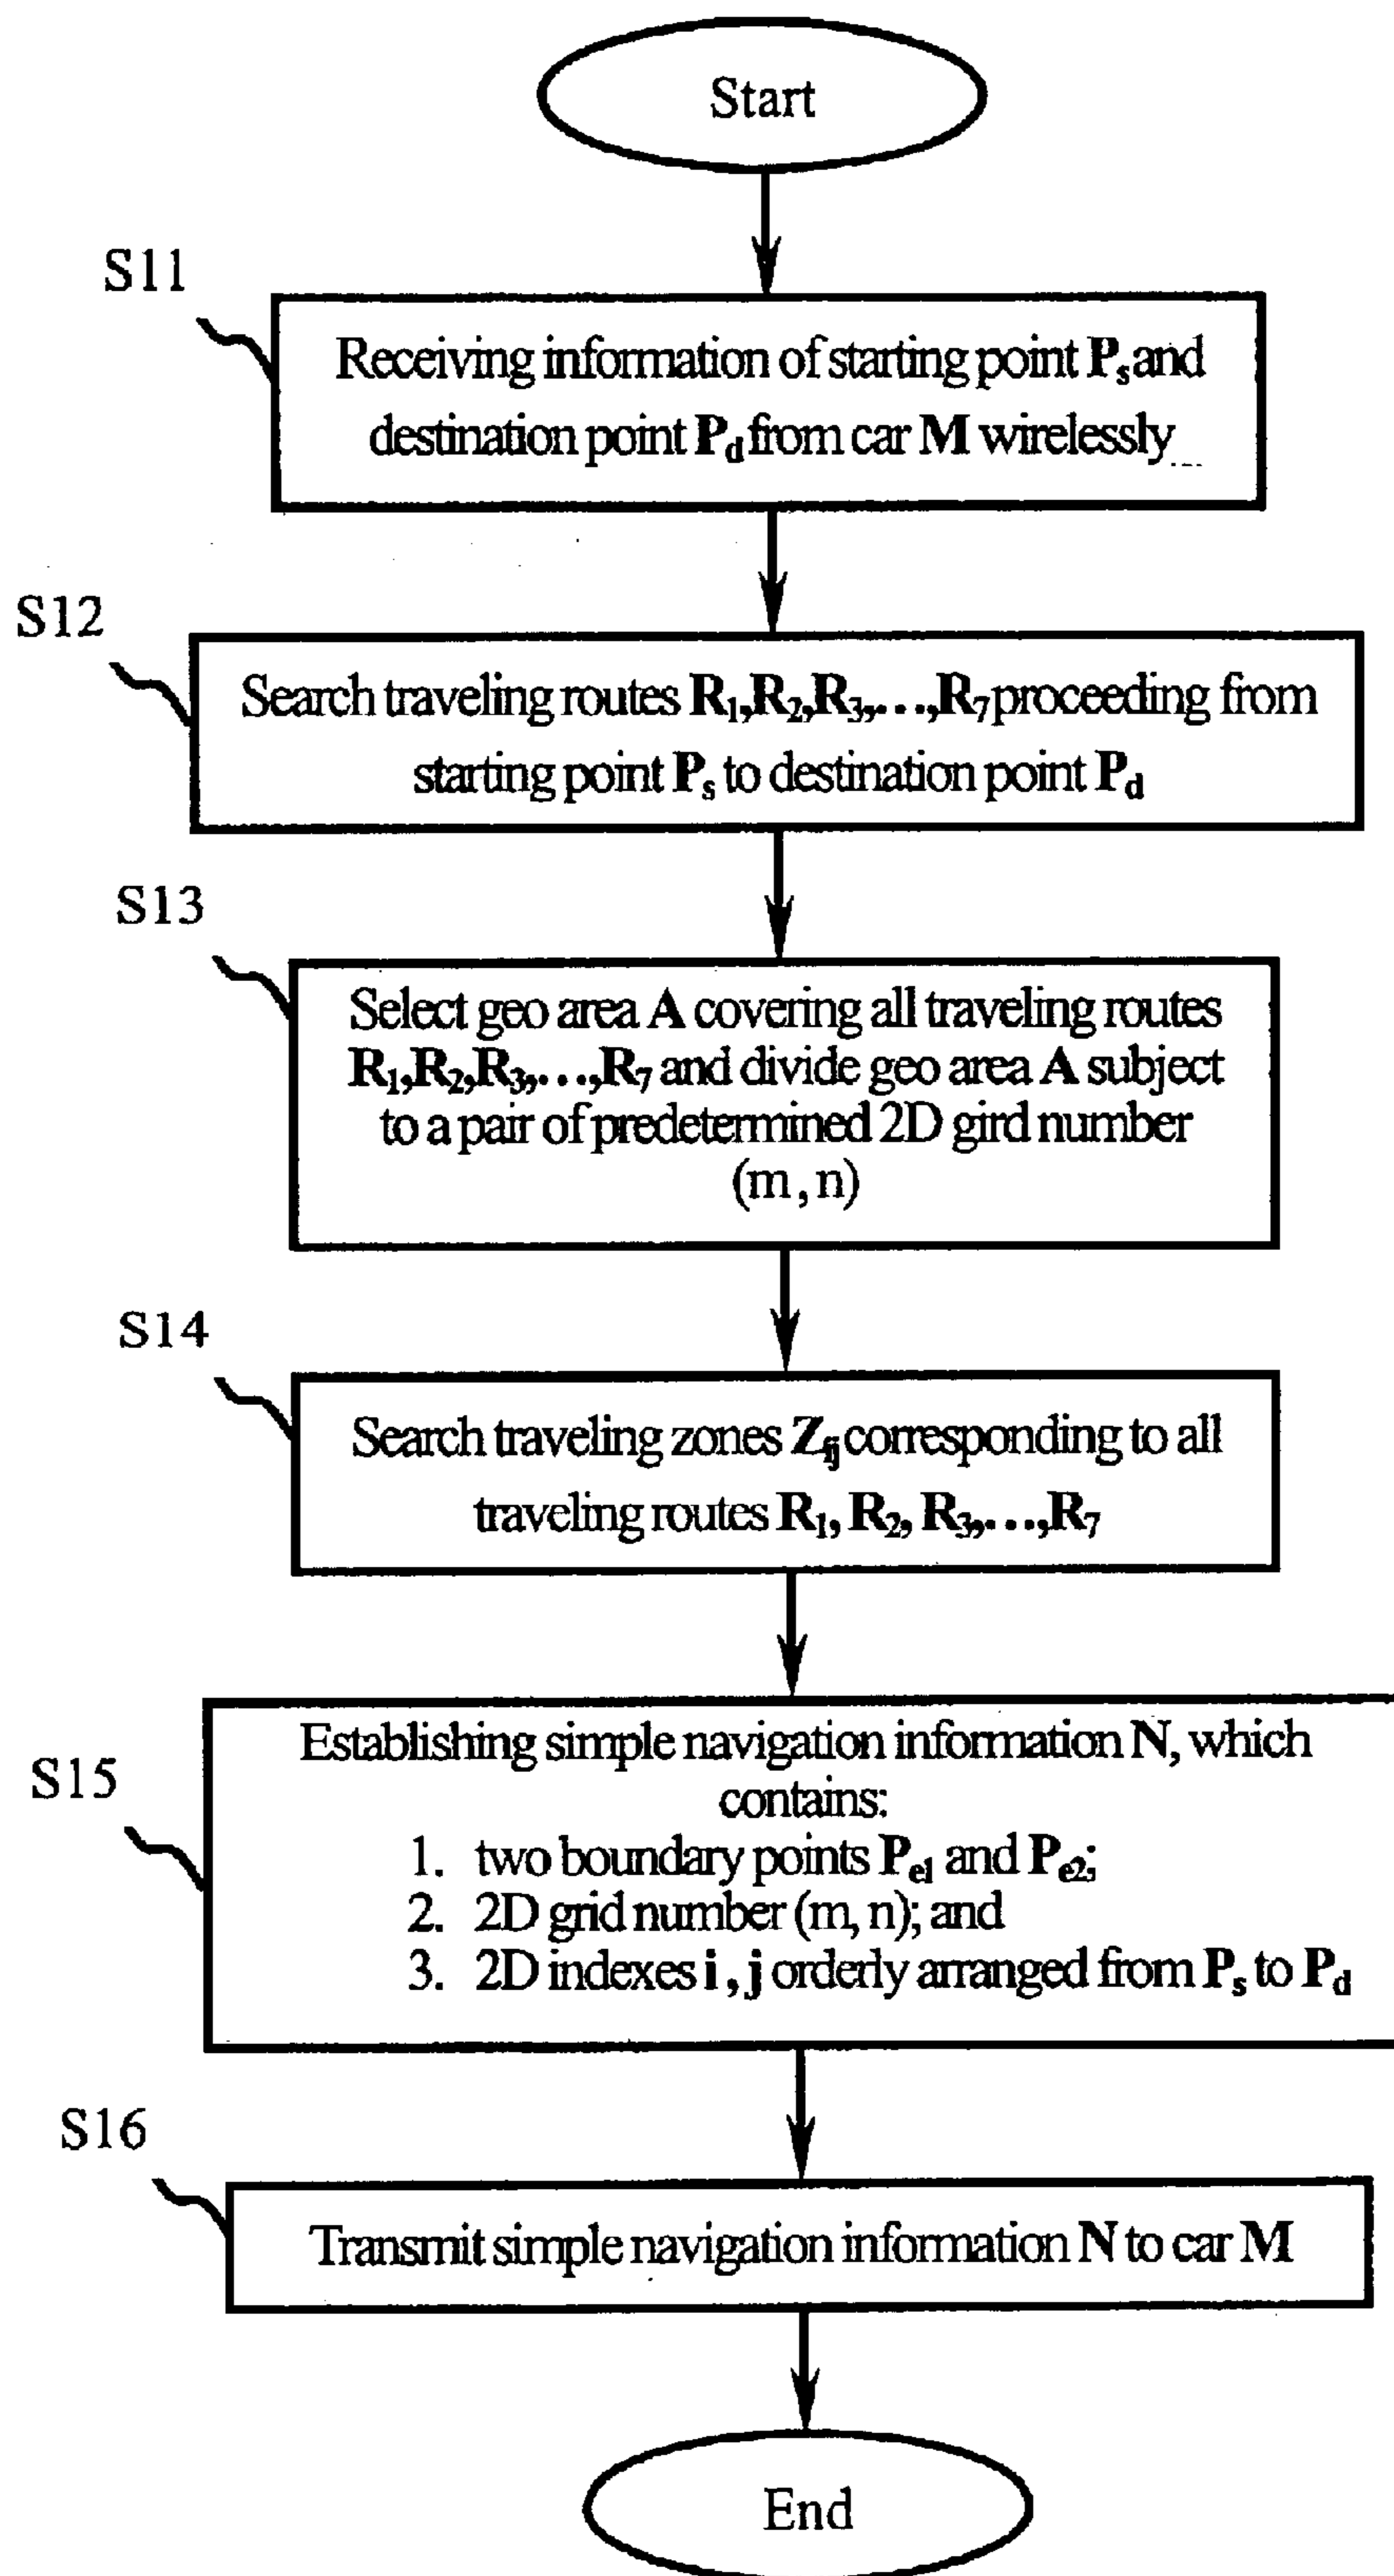 Start
S11
Receiving information of starting point Ps and
destination point Pd from car M wirelessly
S12
Search traveling routes R1,R2,R3,...,R7 proceeding from
starting point Ps to destination point Pd
S13
Select geo area A covering all traveling routes
R1,R2,R3,...,R7 and divide geo area A subject
to a pair of predetermined 2D gird number
(m, n)
S14
Search traveling zones Zij corresponding to all
traveling routes R1, R2, R3,...,R7
S15
Establishing simple navigation information N, which
contains:
1. two boundary points Pe1 and Pe2;
2. 2D grid number (m, n); and
3. 2D indexes i, j orderly arranged from Ps to Pd
S16
Transmit simple navigation information N to car M
End